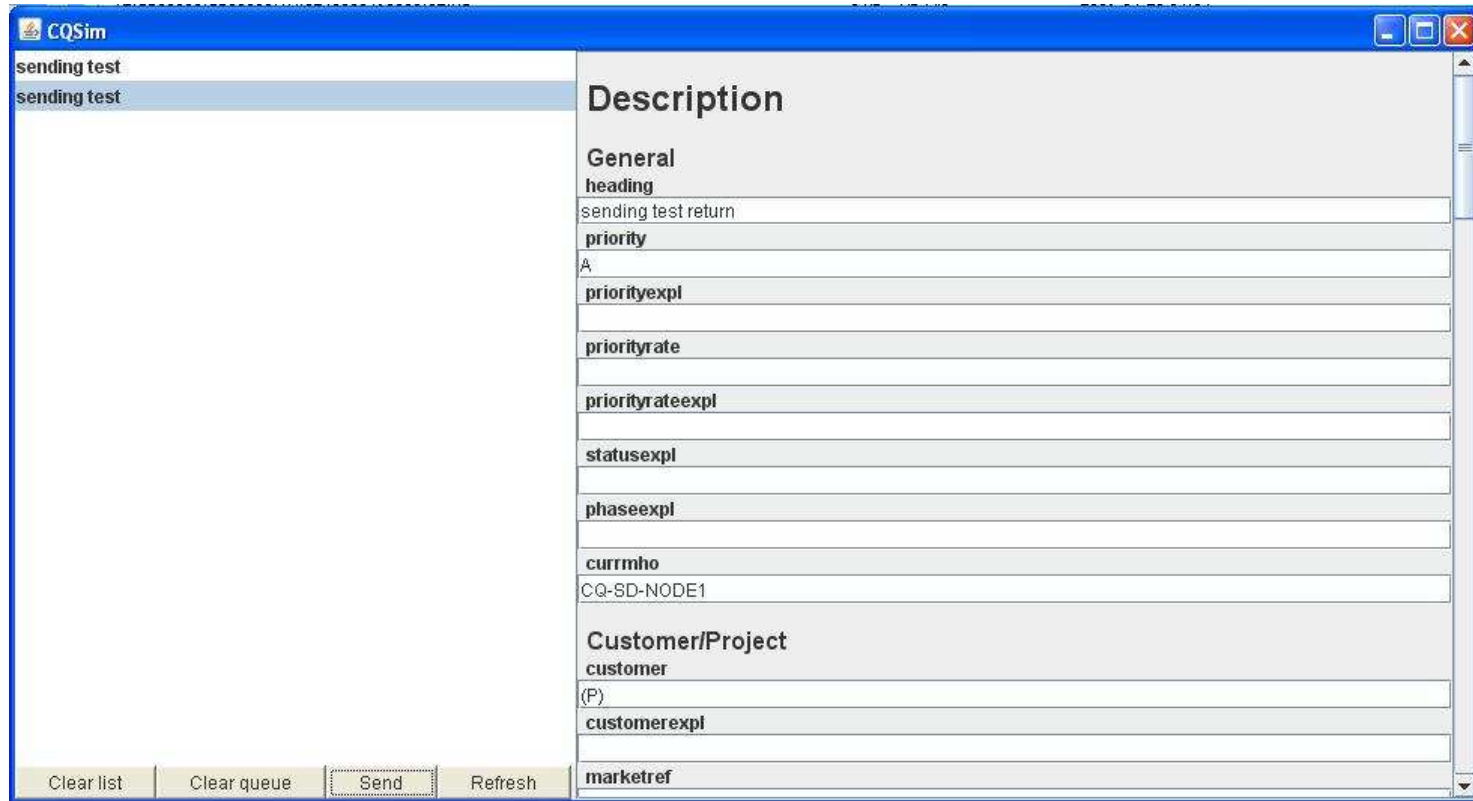 CQSim
sending test
sending test
Description
General
heading
sending test return
priority
A
priorityexpl
priorityrate
priorityrateexpl
statusexpl
phaseexpl
currmho
CQ-SD-NODE1
Customer/Project
customer
(P)
customerexpl
marketref
Clear list Clear queue Send Refresh